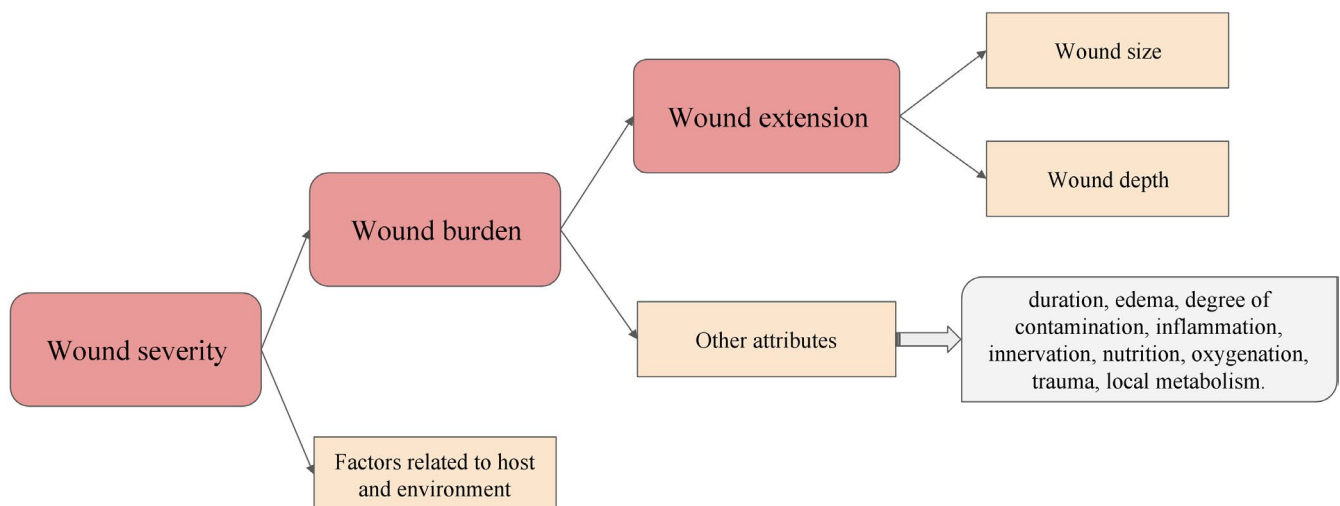 Wound size
Wound extension
Wound depth
Wound burden
duration, edema, degree of
contamination, inflammation,
innervation, nutrition, oxygenation,
trauma, local metabolism.
Other attributes
Wound severity
Factors related to host
and environment